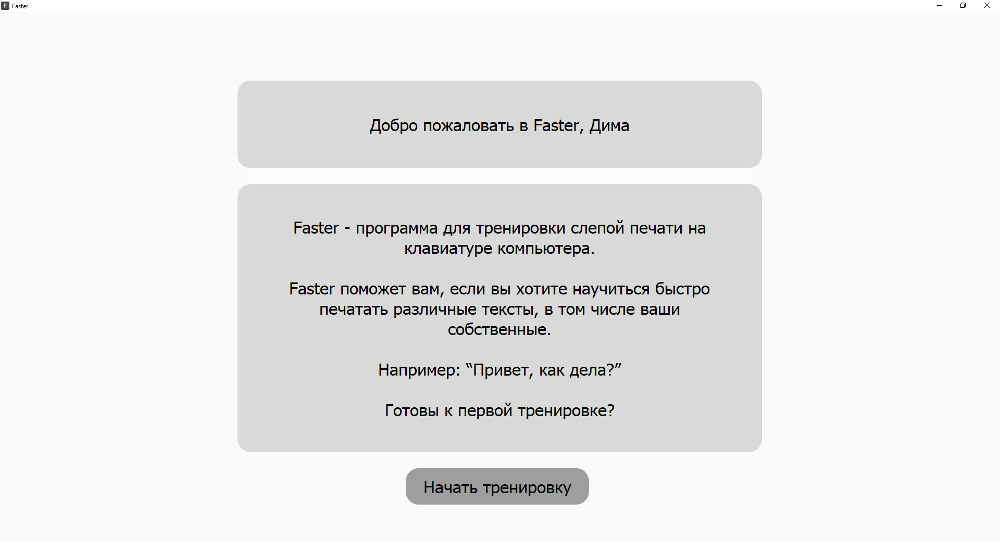 Faster
Добро пожаловать в Faster, Дима
Faster - программа для тренировки слепой печати на
клавиатуре компьютера.
Faster поможет вам, если вы хотите научиться быстро
печатать различные тексты, в том числе ваши
собственные.
Например: “Привет, как дела?”
Готовы к первой тренировке?
Начать тренировку